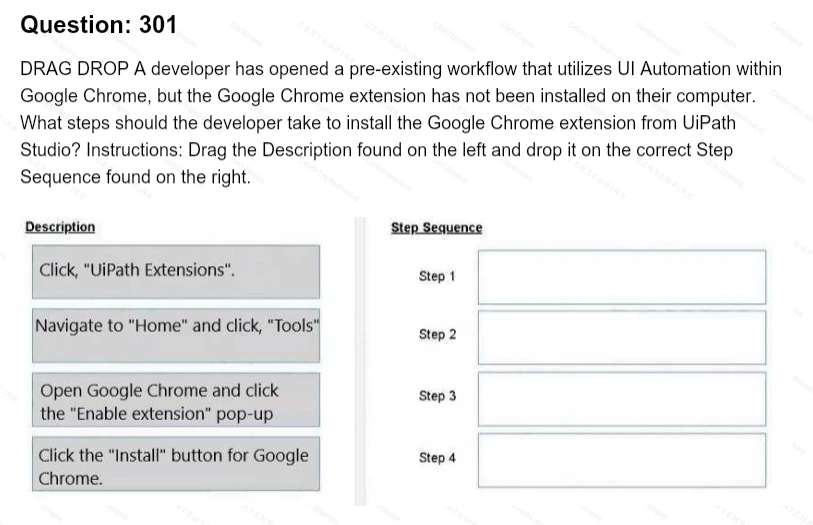 Question: 301
DRAG DROP A developer has opened a pre-existing workflow that utilizes UI Automation within
Google Chrome, but the Google Chrome extension has not been installed on their computer.
What steps should the developer take to install the Google Chrome extension from UiPath
Studio? Instructions: Drag the Description found on the left and drop it on the correct Step
Sequence found on the right.
Description
Step Sequence
Click, "UiPath Extensions".
Step 1
Navigate to "Home" and click, "Tools"
Step 2
Open Google Chrome and click
the "Enable extension" pop-up
Step 3
Click the "Install" button for Google
Chrome.
Step 4